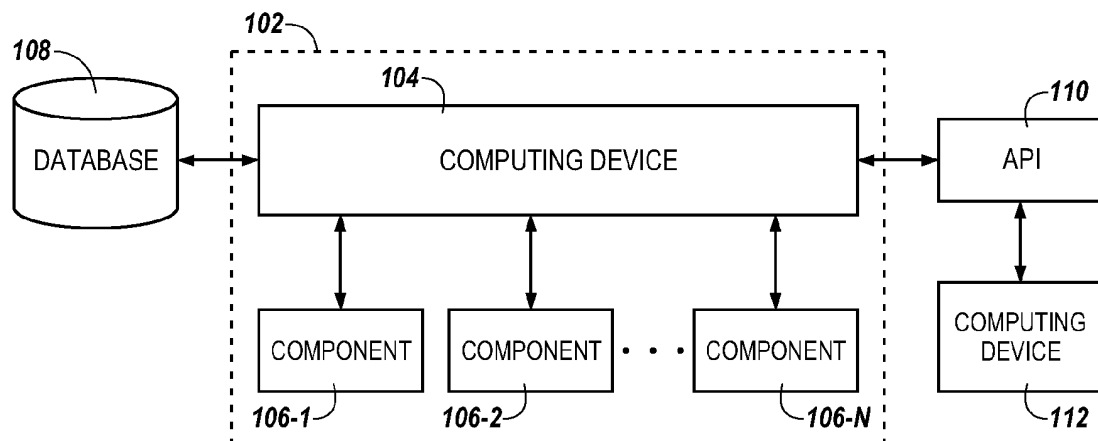 102
108
104
110
DATABASE
COMPUTING DEVICE
API
COMPONENT
COMPONENT
• • •
COMPONENT
COMPUTING
DEVICE
106-1
106-2
106-N
112